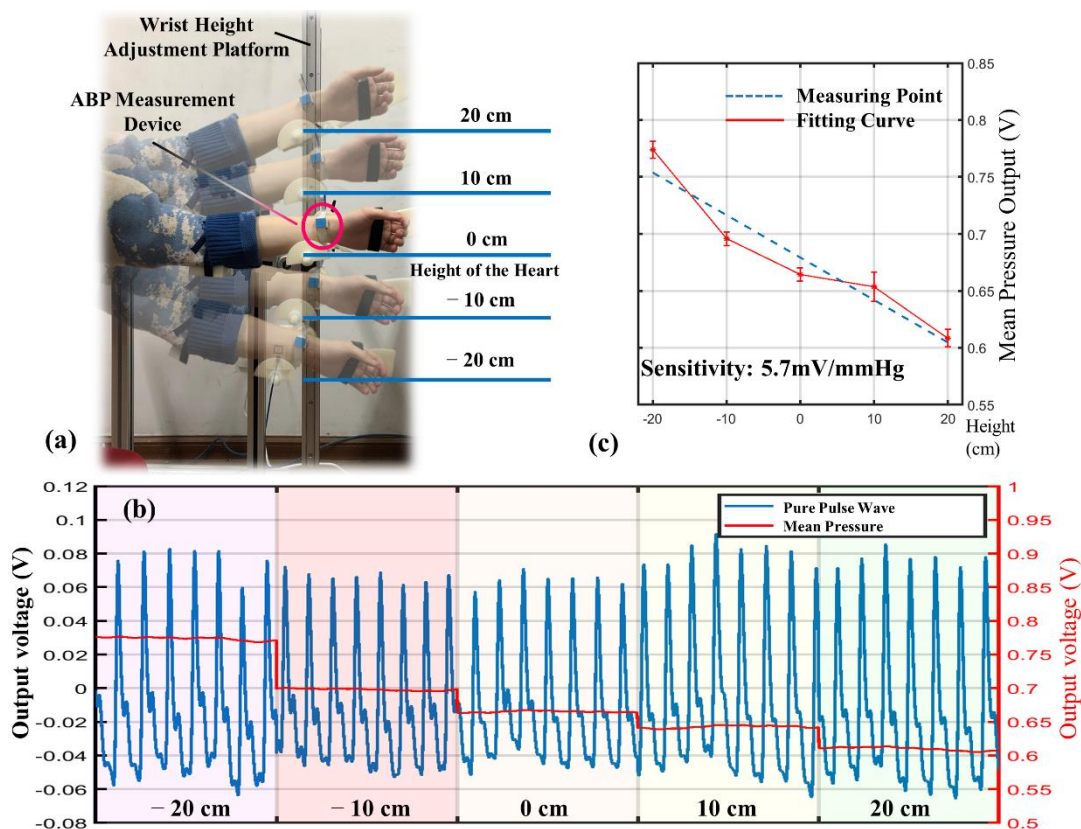 Wrist Height
Adjustment Platform
ABP Measurement
Device
20 cm
10 cm
0 cm
Height of the Heart
− 10 cm
− 20 cm
(a)
Measuring Point
Fitting Curve
Sensitivity: 5.7mV/mmHg
0.85
0.8
0.75
0.7
0.65
0.6
0.55
Mean Pressure Output (V)
-20
-10
0
10
20
Height
(cm)
(c)
(b)
Pure Pulse Wave
Mean Pressure
Output voltage (V)
0.12
0.1
0.08
0.06
0.04
0.02
0
-0.02
-0.04
-0.06
-0.08
− 20 cm
− 10 cm
0 cm
10 cm
20 cm
1
0.95
0.9
0.85
0.8
0.75
0.7
0.65
0.6
0.55
0.5
Output voltage (V)